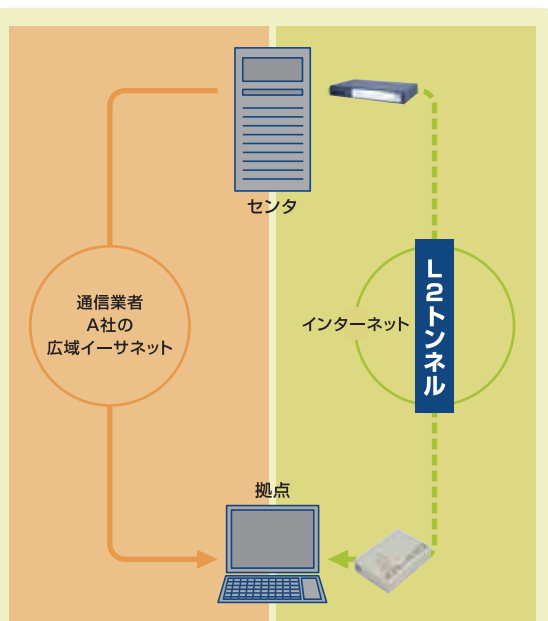 センタ
通信業者
A社の
広域イーサネット
インターネット
L2トンネル
拠点